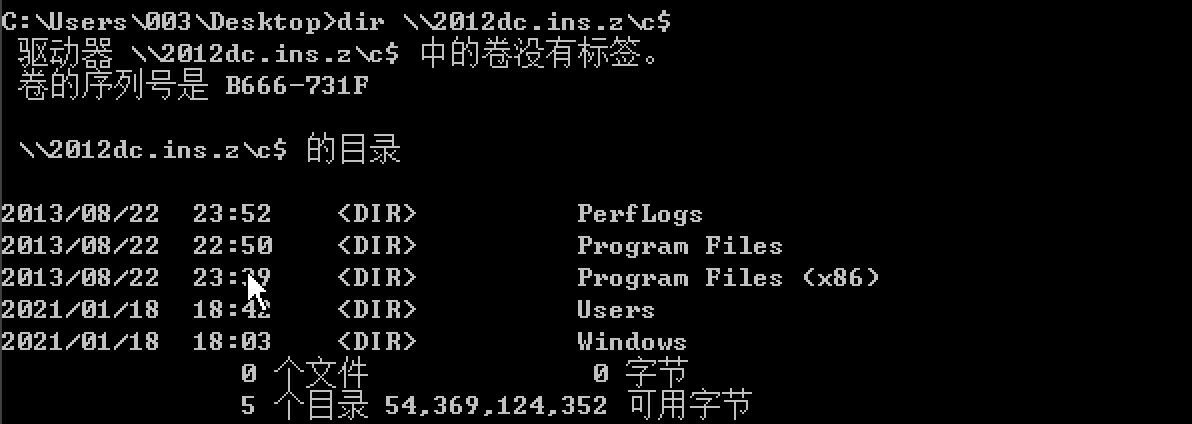 C:\Users\003\Desktop>dir \\2012dc.ins.z\c$
驱动器 \\2012dc.ins.z\c$ 中的卷没有标签。
卷的序列号是 B666-731F
\\2012dc.ins.z\c$ 的目录
2013/08/22  23:52    <DIR>          PerfLogs
2013/08/22  22:50    <DIR>          Program Files
2013/08/22  23:39    <DIR>          Program Files (x86)
2021/01/18  18:42    <DIR>          Users
2021/01/18  18:03    <DIR>          Windows
0 个文件              0 字节
5 个目录 54,369,124,352 可用字节